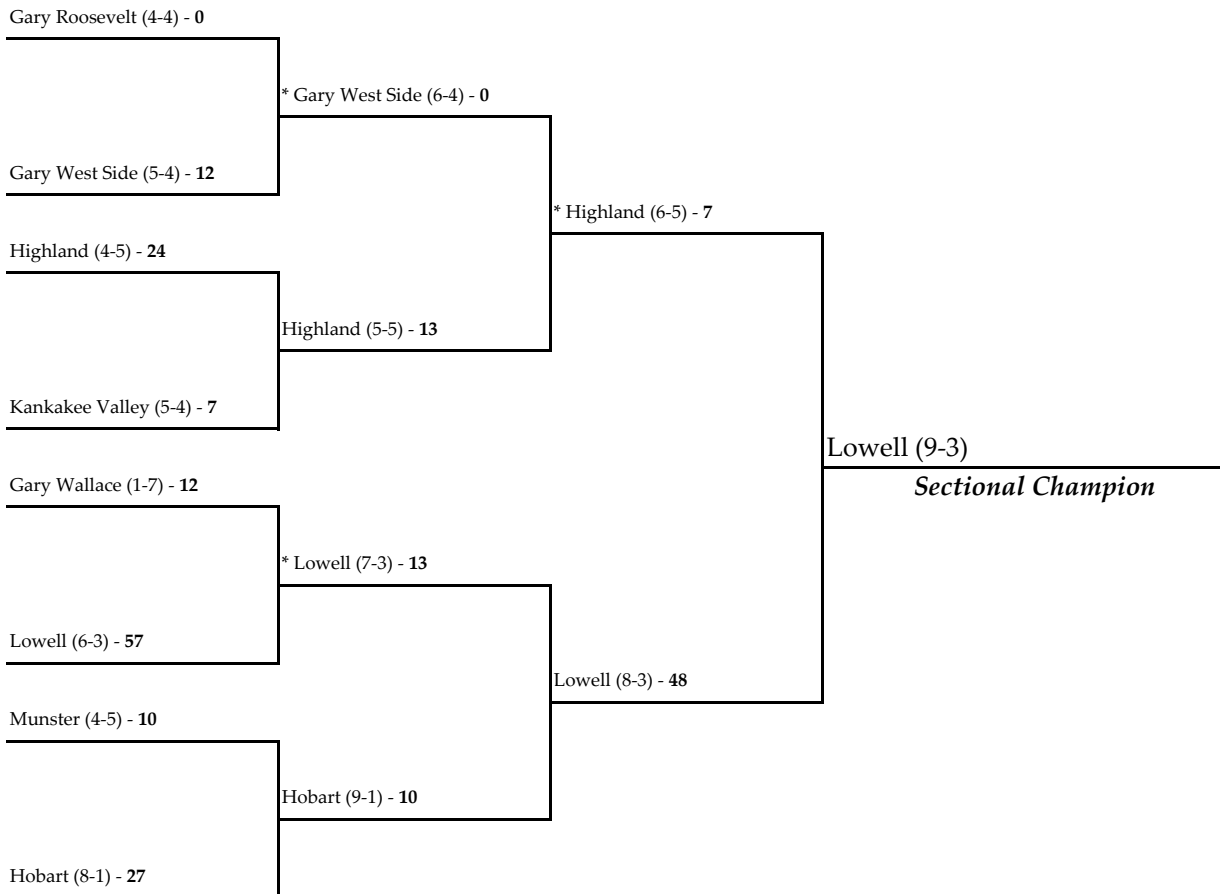 Gary Roosevelt (4-4) - 0
* Gary West Side (6-4) - 0
Gary West Side (5-4) - 12
* Highland (6-5) - 7
Highland (4-5) - 24
Highland (5-5) - 13
Kankakee Valley (5-4) - 7
Lowell (9-3)
Sectional Champion
Gary Wallace (1-7) - 12
* Lowell (7-3) - 13
Lowell (6-3) - 57
Lowell (8-3) - 48
Munster (4-5) - 10
Hobart (9-1) - 10
Hobart (8-1) - 27